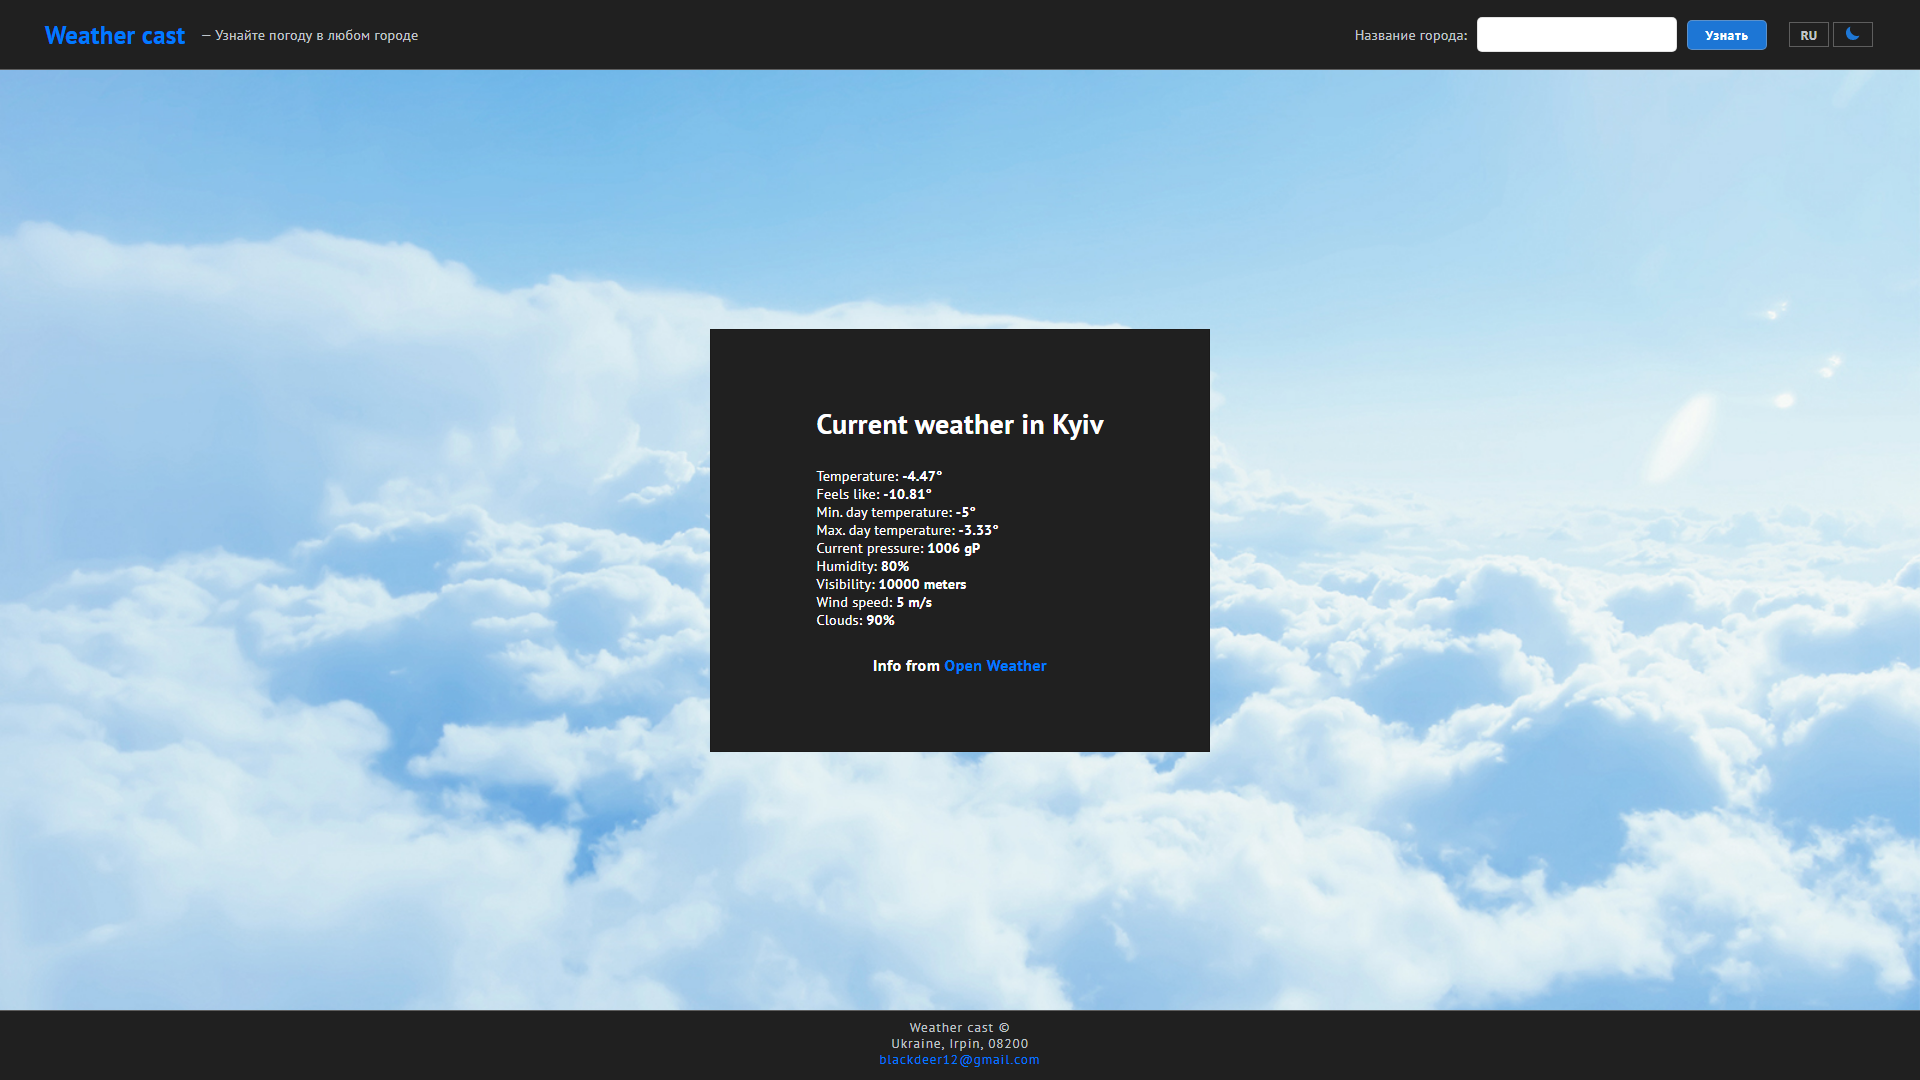 Weather cast — Узнайте погоду в любом городе
Название города: Узнать RU
Current weather in Kyiv
Temperature: -4.47°
Feels like: -10.81°
Min. day temperature: -5°
Max. day temperature: -3.33°
Current pressure: 1006 gP
Humidity: 80%
Visibility: 10000 meters
Wind speed: 5 m/s
Clouds: 90%
Info from Open Weather
Weather cast ©
Ukraine, Irpin, 08200
blackdeer12@gmail.com